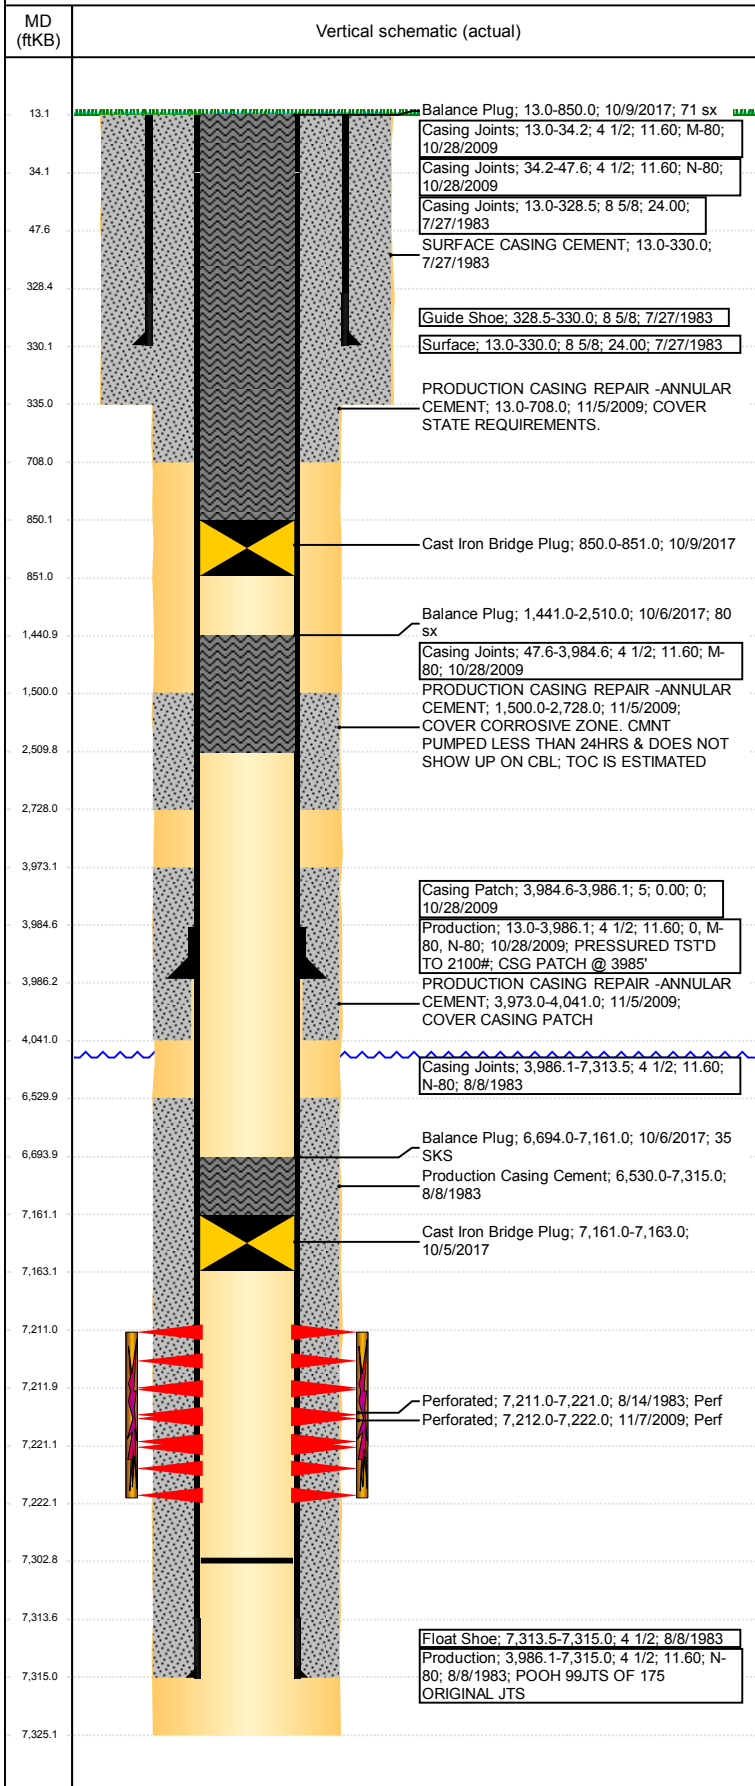 MD
(ftKB)
Vertical schematic (actual)
13.1
Balance Plug; 13.0-850.0; 10/9/2017; 71 sx
Casing Joints; 13.0-34.2; 4 1/2; 11.60; M-80;
10/28/2009
34.1
Casing Joints; 34.2-47.6; 4 1/2; 11.60; N-80;
10/28/2009
Casing Joints; 13.0-328.5; 8 5/8; 24.00;
7/27/1983
47.6
SURFACE CASING CEMENT; 13.0-330.0;
7/27/1983
328.4
Guide Shoe; 328.5-330.0; 8 5/8; 7/27/1983
330.1
Surface; 13.0-330.0; 8 5/8; 24.00; 7/27/1983
335.0
PRODUCTION CASING REPAIR -ANNULAR
CEMENT; 13.0-708.0; 11/5/2009; COVER
STATE REQUIREMENTS.
708.0
850.1
Cast Iron Bridge Plug; 850.0-851.0; 10/9/2017
851.0
Balance Plug; 1,441.0-2,510.0; 10/6/2017; 80
sx
1,440.9
Casing Joints; 47.6-3,984.6; 4 1/2; 11.60; M-
80; 10/28/2009
1,500.0
PRODUCTION CASING REPAIR -ANNULAR
CEMENT; 1,500.0-2,728.0; 11/5/2009;
COVER CORROSIVE ZONE. CMNT
PUMPED LESS THAN 24HRS & DOES NOT
SHOW UP ON CBL; TOC IS ESTIMATED
2,509.8
2,728.0
3,973.1
Casing Patch; 3,984.6-3,986.1; 5; 0.00; 0;
10/28/2009
3,984.6
Production; 13.0-3,986.1; 4 1/2; 11.60; 0, M-
80, N-80; 10/28/2009; PRESSURED TST'D
TO 2100#; CSG PATCH @ 3985'
3,986.2
PRODUCTION CASING REPAIR -ANNULAR
CEMENT; 3,973.0-4,041.0; 11/5/2009;
COVER CASING PATCH
4,041.0
Casing Joints; 3,986.1-7,313.5; 4 1/2; 11.60;
N-80; 8/8/1983
6,529.9
Balance Plug; 6,694.0-7,161.0; 10/6/2017; 35
SKS
6,693.9
Production Casing Cement; 6,530.0-7,315.0;
8/8/1983
7,161.1
Cast Iron Bridge Plug; 7,161.0-7,163.0;
10/5/2017
7,163.1
7,211.0
7,211.9
Perforated; 7,211.0-7,221.0; 8/14/1983; Perf
Perforated; 7,212.0-7,222.0; 11/7/2009; Perf
7,221.1
7,222.1
7,302.8
7,313.6
Float Shoe; 7,313.5-7,315.0; 4 1/2; 8/8/1983
Production; 3,986.1-7,315.0; 4 1/2; 11.60; N-
80; 8/8/1983; POOH 99JTS OF 175
ORIGINAL JTS
7,315.0
7,325.1